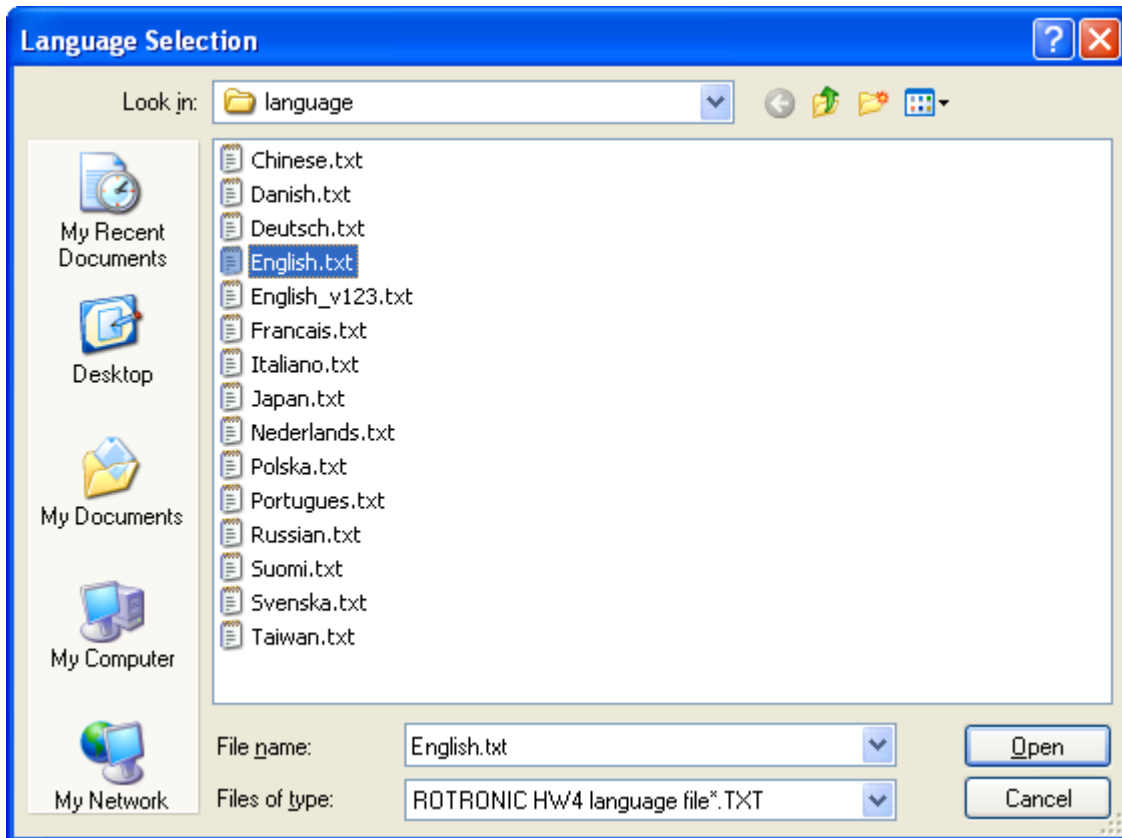 Language Selection
Look in:
language
My Recent
Documents
Desktop
My Documents
My Computer
My Network
Chinese.txt
Danish.txt
Deutsch.txt
English.txt
English_v123.txt
Francais.txt
Italiano.txt
Japan.txt
Nederlands.txt
Polska.txt
Portugues.txt
Russian.txt
Suomi.txt
Svenska.txt
Taiwan.txt
File name:
English.txt
Open
Files of type:
ROTRONIC HW4 language file*.TXT
Cancel